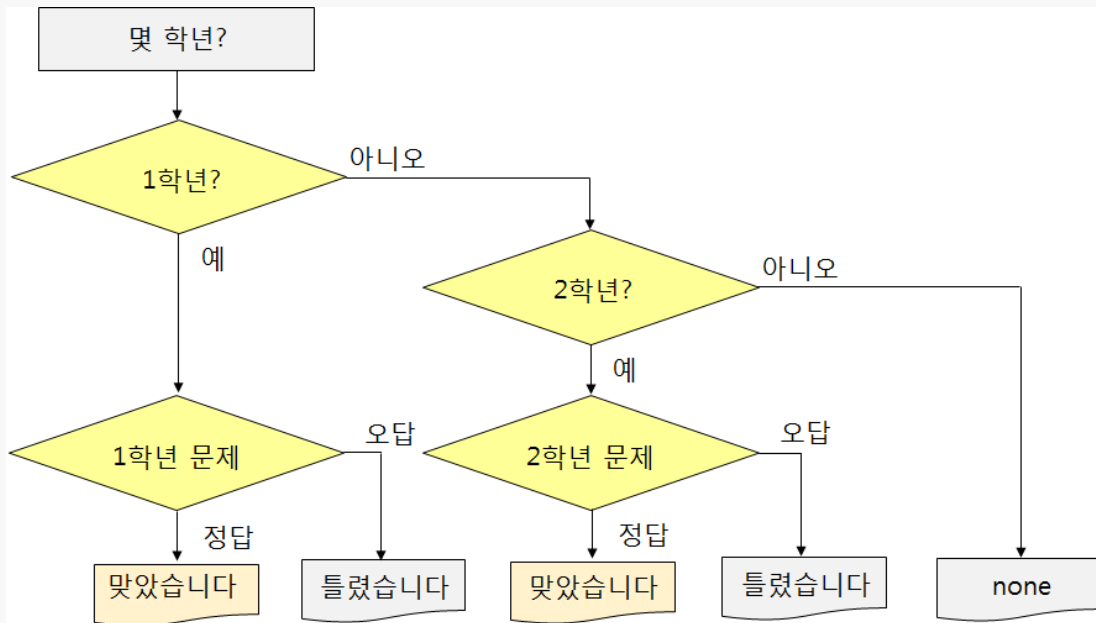 몇 학년?
1학년?
아니오
예
2학년?
아니오
예
1학년 문제
오답
정답
2학년 문제
오답
정답
맞았습니다
틀렸습니다
맞았습니다
틀렸습니다
none